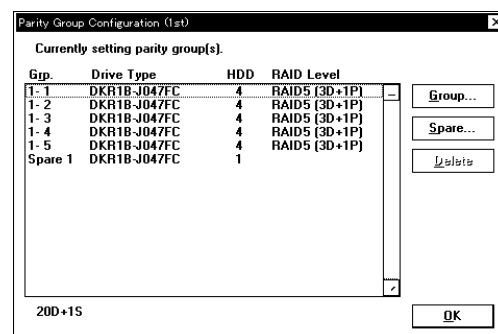 Parity Group Configuration (1st)
Currently setting parity group(s).
Grp. Drive Type HDD RAID Level
1- 1 DKR1B-J047FC 4 RAID5 (3D+1P)
1- 2 DKR1B-J047FC 4 RAID5 (3D+1P)
1- 3 DKR1B-J047FC 4 RAID5 (3D+1P)
1- 4 DKR1B-J047FC 4 RAID5 (3D+1P)
1- 5 DKR1B-J047FC 4 RAID5 (3D+1P)
Spare 1 DKR1B-J047FC 1
Group...
Spare...
Delete
20D+1S
OK